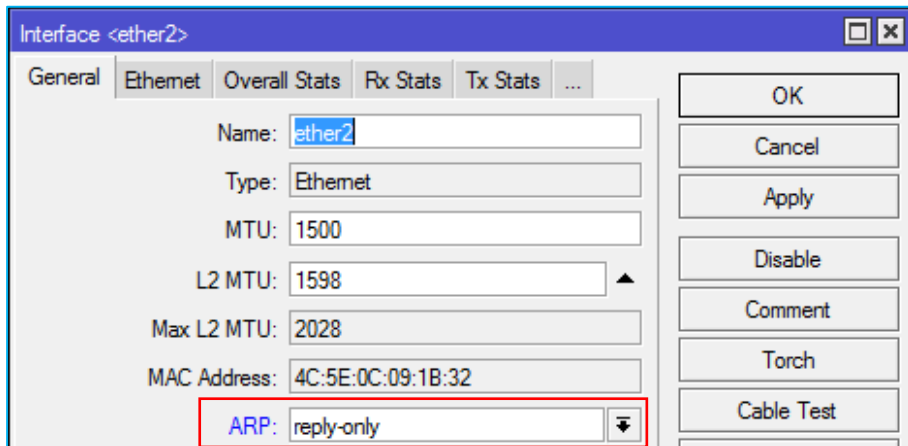 Interface <ether2>
General Ethernet Overall Stats Rx Stats Tx Stats ...
Name: ether2
Type: Ethernet
MTU: 1500
L2 MTU: 1598
Max L2 MTU: 2028
MAC Address: 4C:5E:0C:09:1B:32
ARP: reply-only
OK
Cancel
Apply
Disable
Comment
Torch
Cable Test